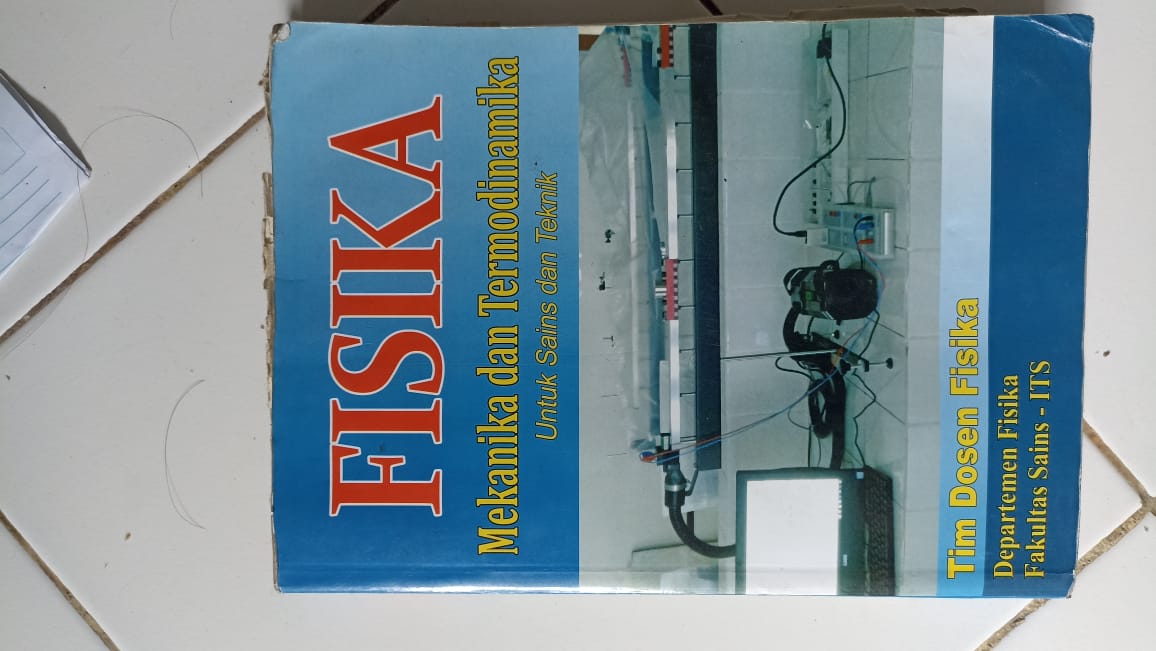 FISIKA
Mekanika dan Termodinamika
Untuk Sains dan Teknik
Tim Dosen Fisika
Departemen Fisika
Fakultas Sains - ITS